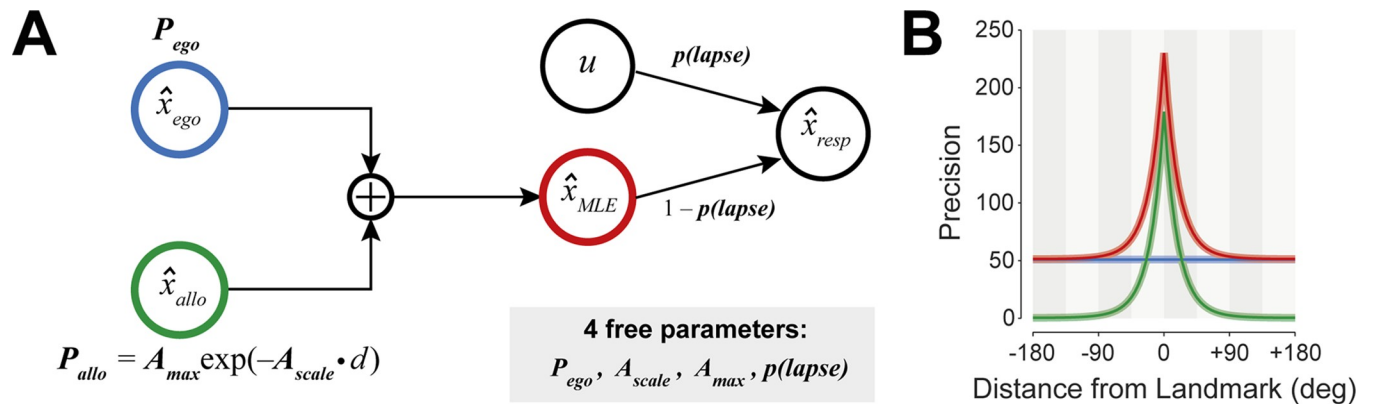 A
P_ego
x̂_ego
x̂_allo
P_allo = A_max exp(–A_scale • d)
+
u
p(lapse)
x̂_MLE
1 – p(lapse)
x̂_resp
4 free parameters:
P_ego, A_scale, A_max, p(lapse)
B
Precision
250
200
150
100
50
0
-180 -90 0 +90 +180
Distance from Landmark (deg)